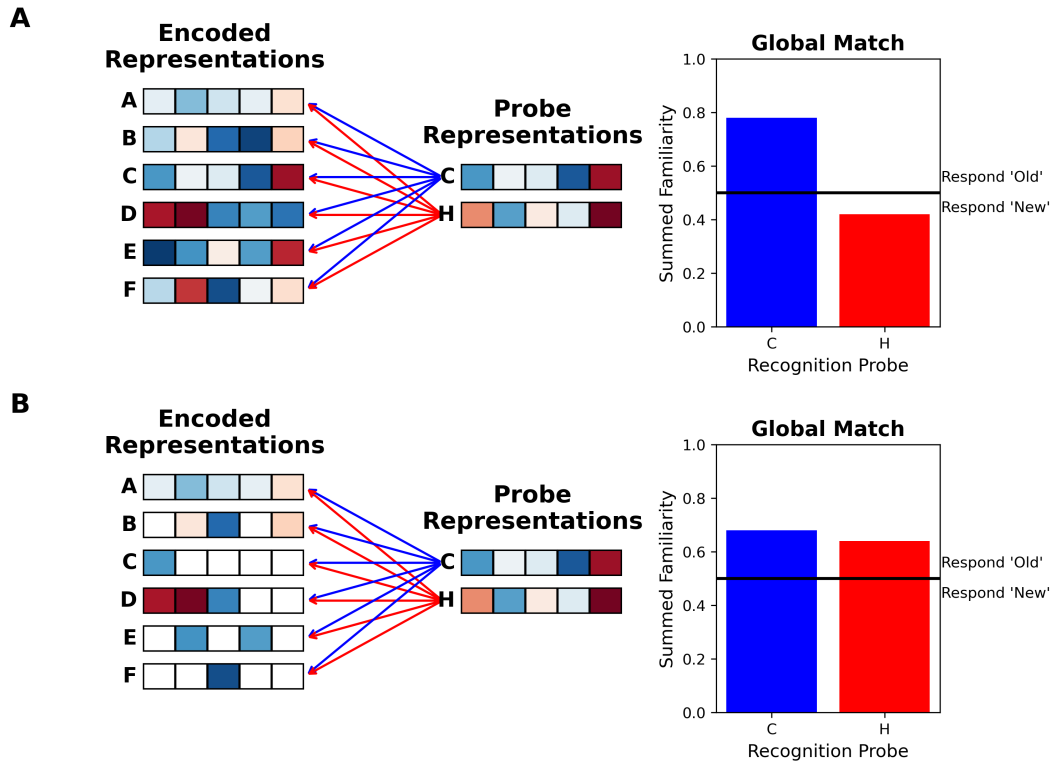 A
Encoded
Representations
A
B
C
D
E
F
Probe
Representations
C
H
Global Match
Summed Familiarity
1.0
0.8
0.6
0.4
0.2
0.0
Respond 'Old'
Respond 'New'
C
H
Recognition Probe
B
Encoded
Representations
A
B
C
D
E
F
Probe
Representations
C
H
Global Match
Summed Familiarity
1.0
0.8
0.6
0.4
0.2
0.0
Respond 'Old'
Respond 'New'
C
H
Recognition Probe